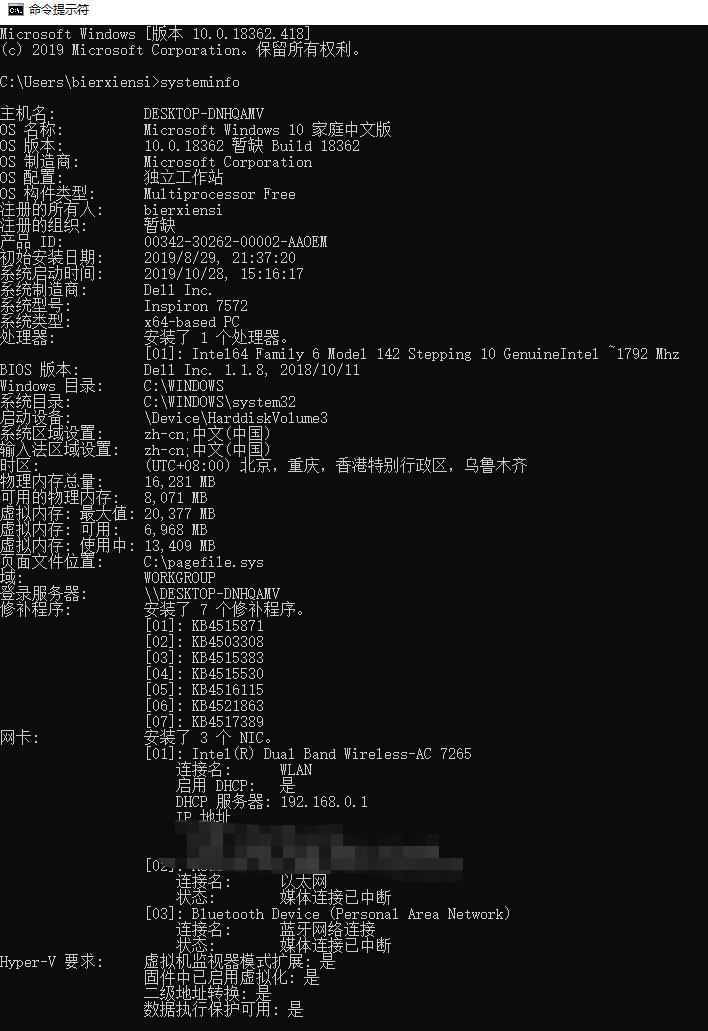 命令提示符
Microsoft Windows [版本 10.0.18362.418]
(c) 2019 Microsoft Corporation。保留所有权利。
C:\Users\bierxiensi>systeminfo
主机名: DESKTOP-DNHQAMV
OS 名称: Microsoft Windows 10 家庭中文版
OS 版本: 10.0.18362 暂缺 Build 18362
OS 制造商: Microsoft Corporation
OS 配置: 独立工作站
OS 构件类型: Multiprocessor Free
注册的所有人: bierxiensi
注册的组织: 暂缺
产品 ID: 00342-30262-00002-AAOEM
初始安装日期: 2019/8/29, 21:37:20
系统启动时间: 2019/10/28, 15:16:17
系统制造商: Dell Inc.
系统型号: Inspiron 7572
系统类型: x64-based PC
处理器: 安装了 1 个处理器。
[01]: Intel64 Family 6 Model 142 Stepping 10 GenuineIntel ~1792 Mhz
BIOS 版本: Dell Inc. 1.1.8, 2018/10/11
Windows 目录: C:\WINDOWS
系统目录: C:\WINDOWS\system32
启动设备: \Device\HarddiskVolume3
系统区域设置: zh-cn;中文(中国)
输入法区域设置: zh-cn;中文(中国)
时区: (UTC+08:00) 北京，重庆，香港特别行政区，乌鲁木齐
物理内存总量: 16,281 MB
可用的物理内存: 8,071 MB
虚拟内存: 最大值: 20,377 MB
虚拟内存: 可用: 6,968 MB
虚拟内存: 使用中: 13,409 MB
页面文件位置: C:\pagefile.sys
域: WORKGROUP
登录服务器: \\DESKTOP-DNHQAMV
修补程序: 安装了 7 个修补程序。
[01]: KB4515871
[02]: KB4503308
[03]: KB4515383
[04]: KB4515530
[05]: KB4516115
[06]: KB4521863
[07]: KB4517389
网卡: 安装了 3 个 NIC。
[01]: Intel(R) Dual Band Wireless-AC 7265
连接名: WLAN
启用 DHCP: 是
DHCP 服务器: 192.168.0.1
IP 地址
[02]:
连接名: 以太网
状态: 媒体连接已中断
[03]: Bluetooth Device (Personal Area Network)
连接名: 蓝牙网络连接
状态: 媒体连接已中断
Hyper-V 要求: 虚拟机监视器模式扩展: 是
固件中已启用虚拟化: 是
二级地址转换: 是
数据执行保护可用: 是